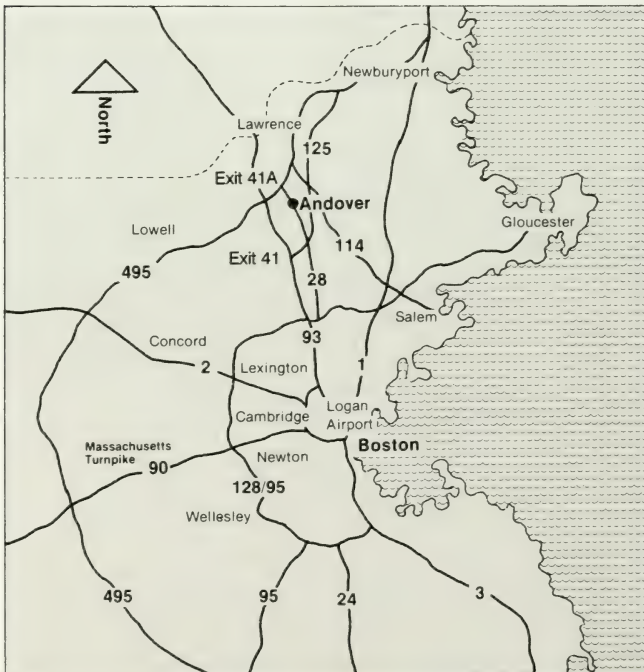 Newburyport
North
Lawrence
125
Exit 41A
Andover
Gloucester
Lowell
114
Exit 41
495
28
Salem
93
Concord
1
2
Lexington
Logan
Airport
Cambridge
Boston
Massachusetts
Turnpike
90
Newton
128/95
Wellesley
495
95
24
3